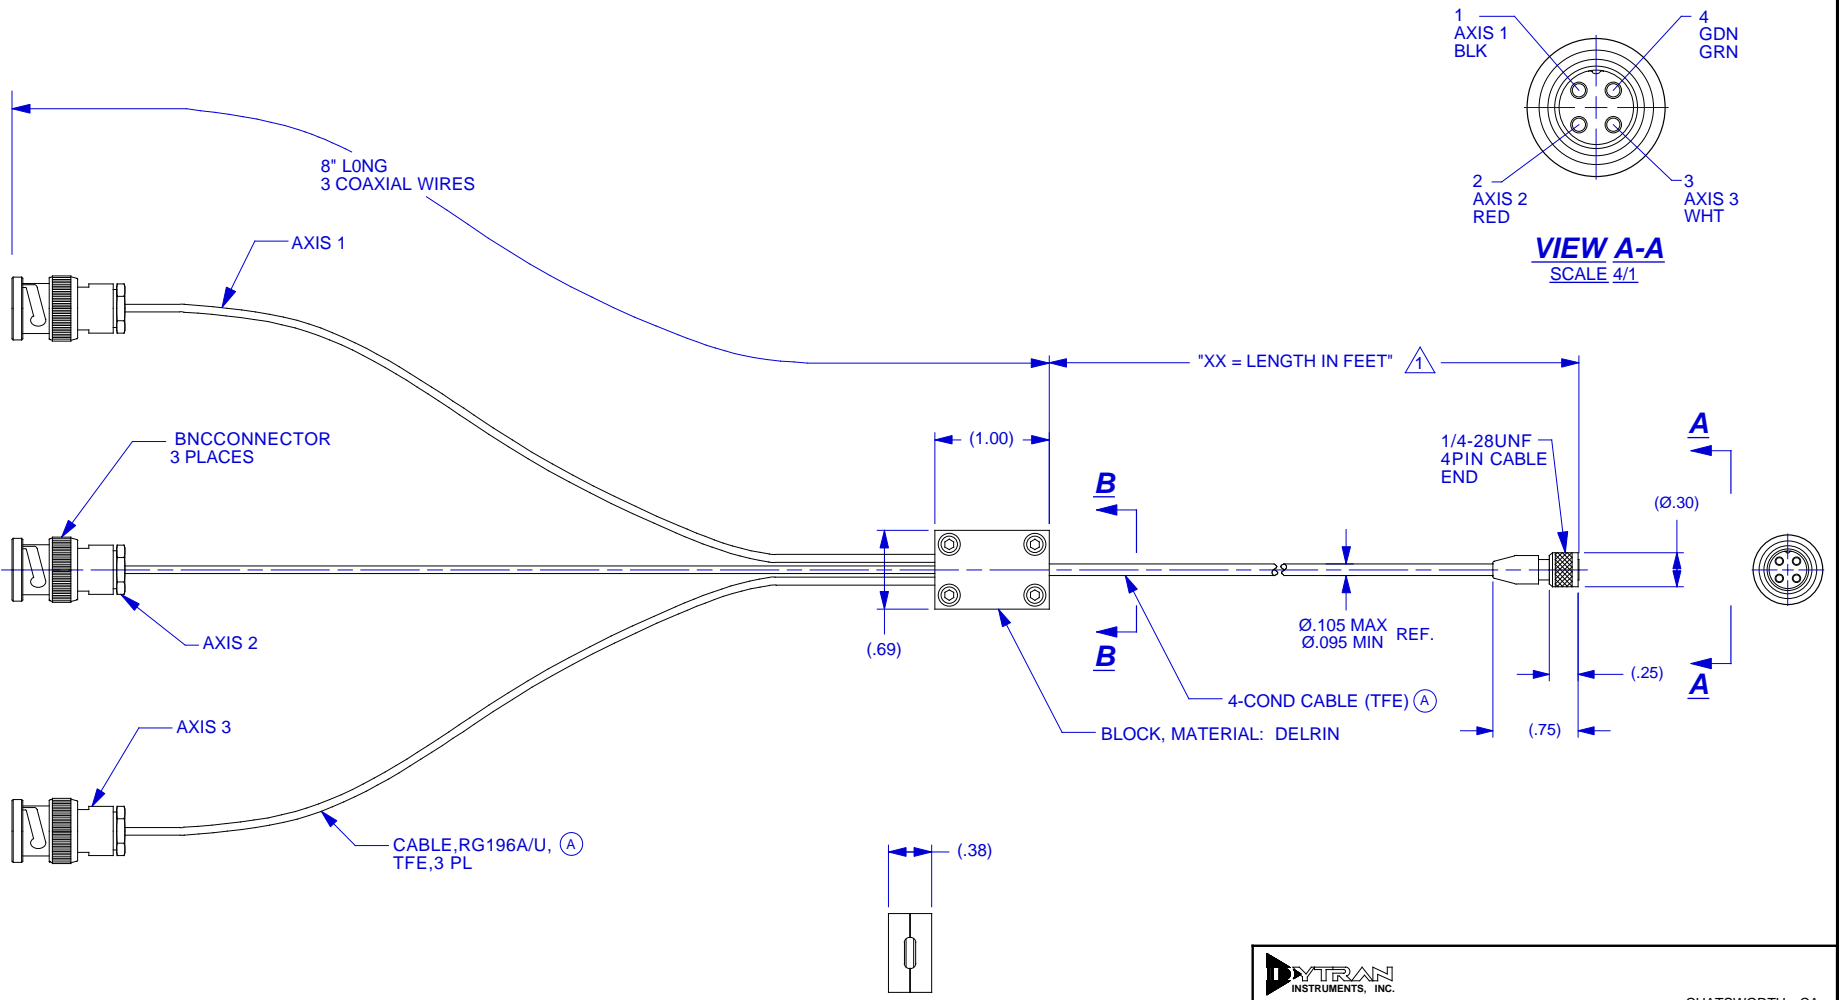 1
AXIS 1
BLK
4
GDN
GRN
2
AXIS 2
RED
3
AXIS 3
WHT
VIEW A-A
SCALE 4/1
8" L0NG
3 COAXIAL WIRES
AXIS 1
"XX = LENGTH IN FEET" 1
BNCCONNECTOR
3 PLACES
(1.00)
1/4-28UNF
4PIN CABLE
END
A
B
(Ø.30)
AXIS 2
(.69)
Ø.105 MAX
Ø.095 MIN
REF.
B
(.25)
A
4-COND CABLE (TFE) A
AXIS 3
BLOCK, MATERIAL: DELRIN
(.75)
CABLE,RG196A/U, A
TFE,3 PL
(.38)
DYTRAN
INSTRUMENTS, INC.
CHATSWORTH, CA